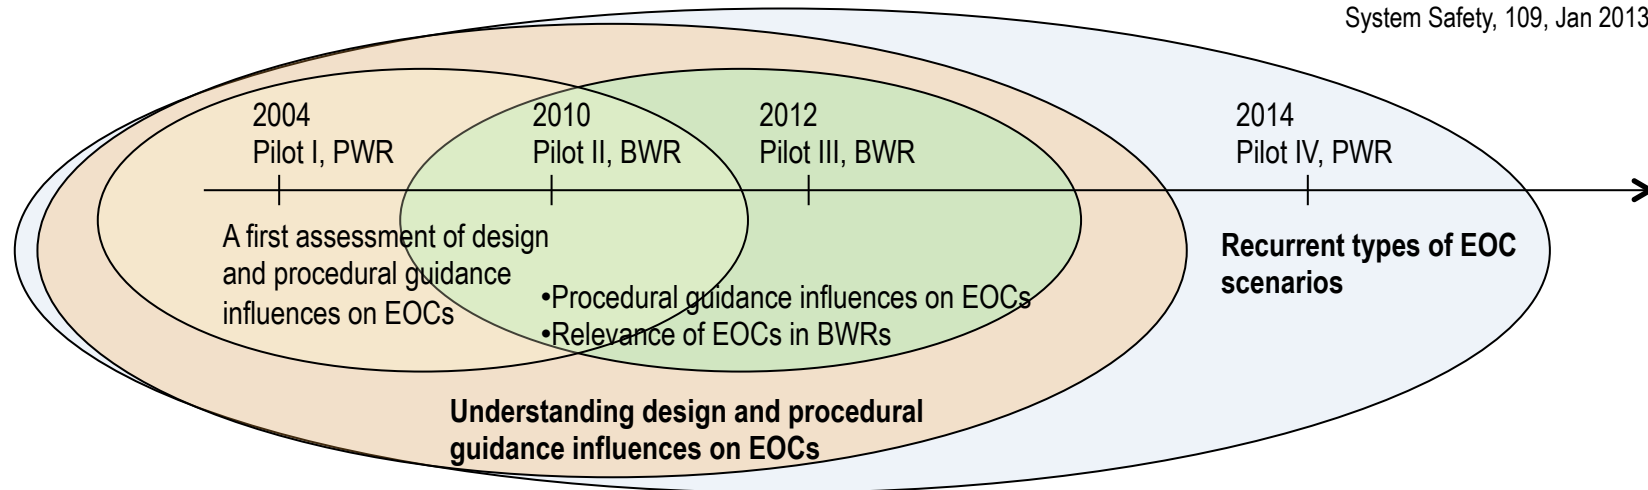 System Safety, 109, Jan 2013
2004
Pilot I, PWR
2010
Pilot II, BWR
2012
Pilot III, BWR
2014
Pilot IV, PWR
A first assessment of design
and procedural guidance
influences on EOCs
•Procedural guidance influences on EOCs
•Relevance of EOCs in BWRs
Recurrent types of EOC
scenarios
Understanding design and procedural
guidance influences on EOCs